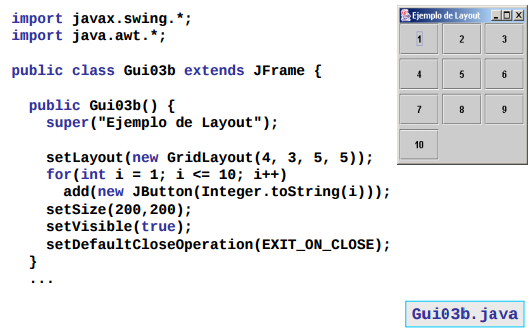 import javax.swing.*;
import java.awt.*;

public class Gui03b extends JFrame {

  public Gui03b() {
    super("Ejemplo de Layout");

    setLayout(new GridLayout(4, 3, 5, 5));
    for(int i = 1; i <= 10; i++)
      add(new JButton(Integer.toString(i)));
    setSize(200,200);
    setVisible(true);
    setDefaultCloseOperation(EXIT_ON_CLOSE);
  }
  ...
Ejemplo de Layout
1 2 3
4 5 6
7 8 9
10
Gui03b.java